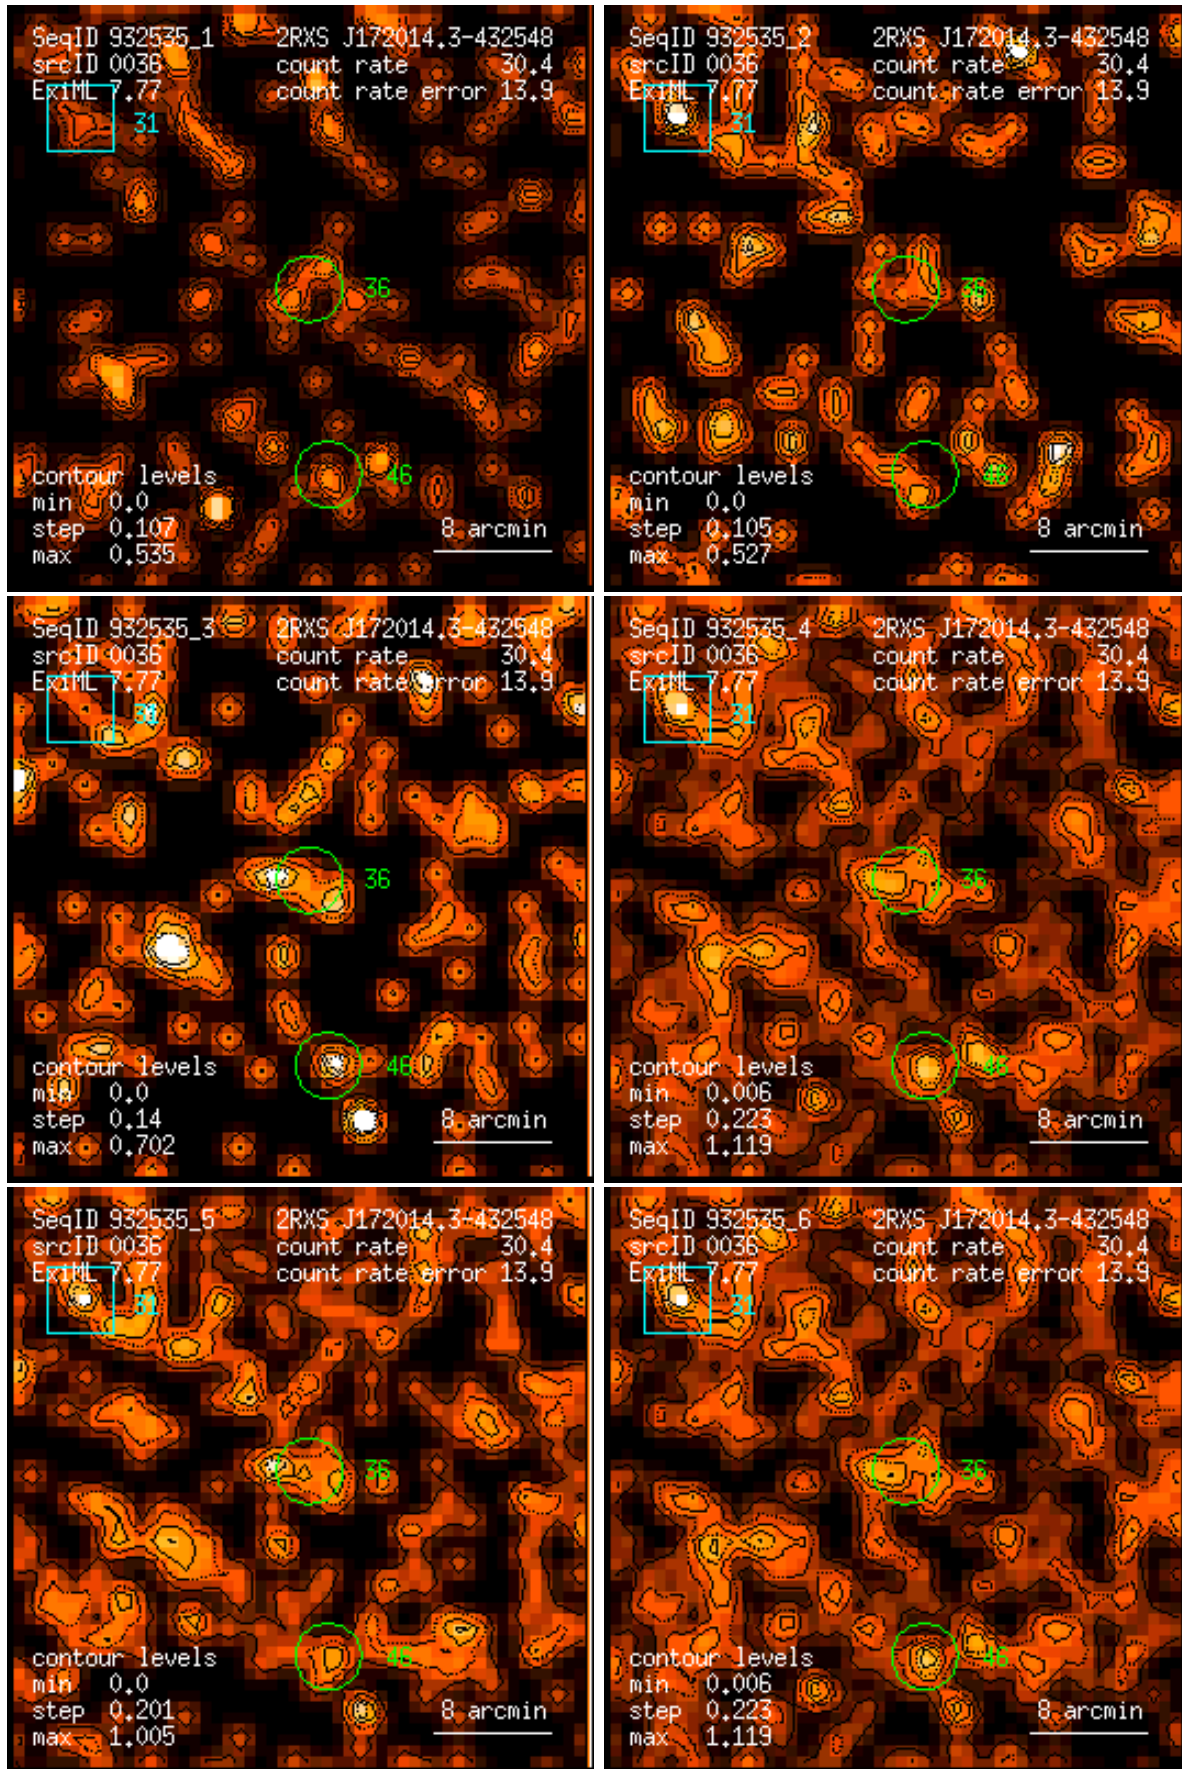 SeqID 932535_1 2RXS J172014.3-432548
srcID 0036 count rate 30.4
ExiML 7.77 count rate error 13.9
31
36
46
contour levels
min 0.0
step 0.107
max 0.535
8 arcmin
SeqID 932535_2 2RXS J172014.3-432548
srcID 0036 count rate 30.4
ExiML 7.77 count rate error 13.9
31
36
46
contour levels
min 0.0
step 0.105
max 0.527
8 arcmin
SeqID 932535_3 2RXS J172014.3-432548
srcID 0036 count rate 30.4
ExiML 7.77 count rate error 13.9
31
36
46
contour levels
min 0.0
step 0.14
max 0.702
8 arcmin
SeqID 932535_4 2RXS J172014.3-432548
srcID 0036 count rate 30.4
ExiML 7.77 count rate error 13.9
31
36
46
contour levels
min 0.006
step 0.223
max 1.119
8 arcmin
SeqID 932535_5 2RXS J172014.3-432548
srcID 0036 count rate 30.4
ExiML 7.77 count rate error 13.9
31
36
46
contour levels
min 0.0
step 0.201
max 1.005
8 arcmin
SeqID 932535_6 2RXS J172014.3-432548
srcID 0036 count rate 30.4
ExiML 7.77 count rate error 13.9
31
36
46
contour levels
min 0.006
step 0.223
max 1.119
8 arcmin